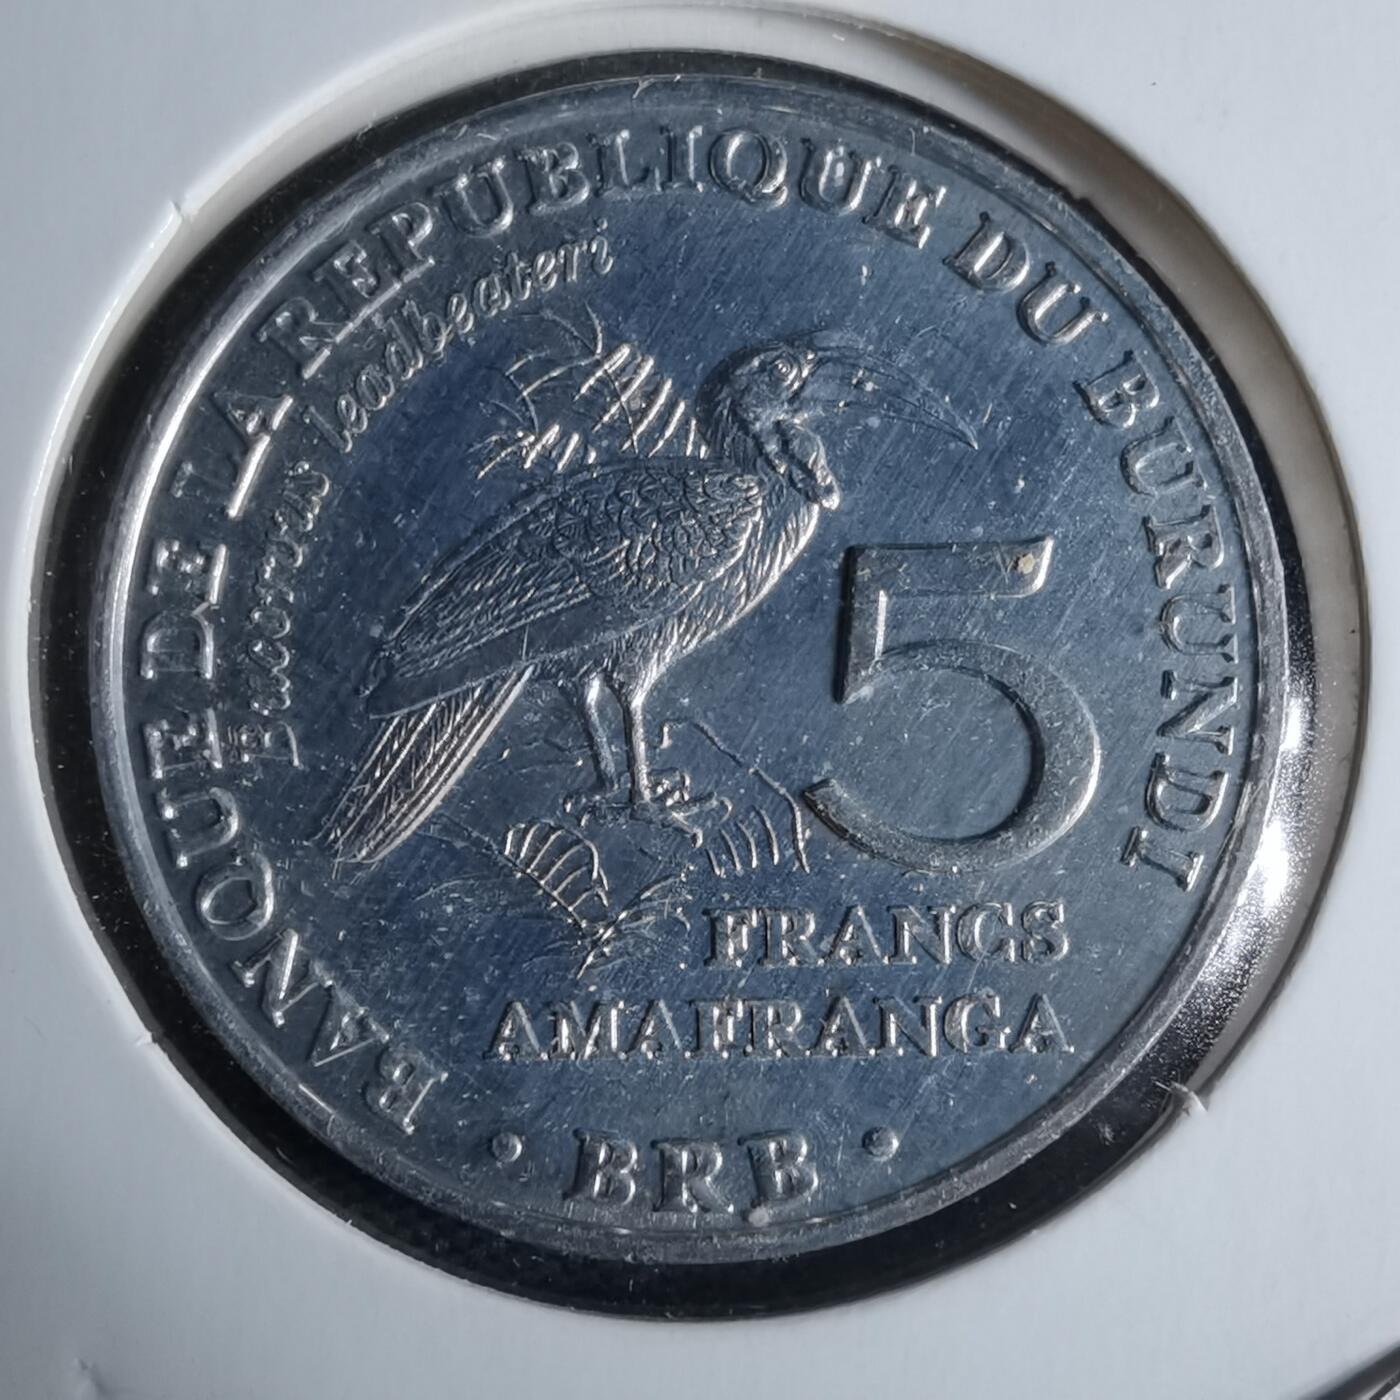 BANQUE DE LA REPUBLIQUE DU BURUNDI
Bucorvus leadbeateri
5
FRANCS
AMAFRANGA
• BRB •